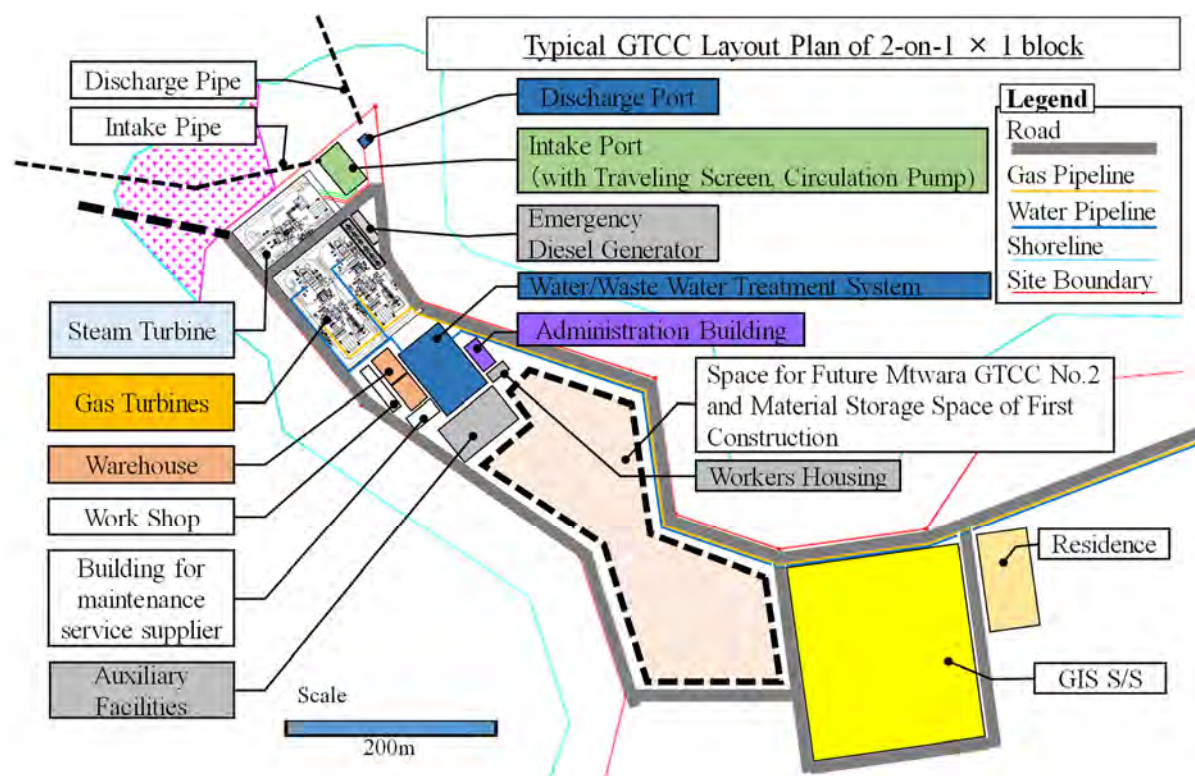 Typical GTCC Layout Plan of 2-on-1 × 1 block
Discharge Pipe
Intake Pipe
Discharge Port
Intake Port
(with Traveling Screen, Circulation Pump)
Emergency
Diesel Generator
Water/Waste Water Treatment System
Administration Building
Space for Future Mtwara GTCC No.2
and Material Storage Space of First
Construction
Workers Housing
Legend
Road
Gas Pipeline
Water Pipeline
Shoreline
Site Boundary
Steam Turbine
Gas Turbines
Warehouse
Work Shop
Building for
maintenance
service supplier
Auxiliary
Facilities
Residence
GIS S/S
Scale
200m